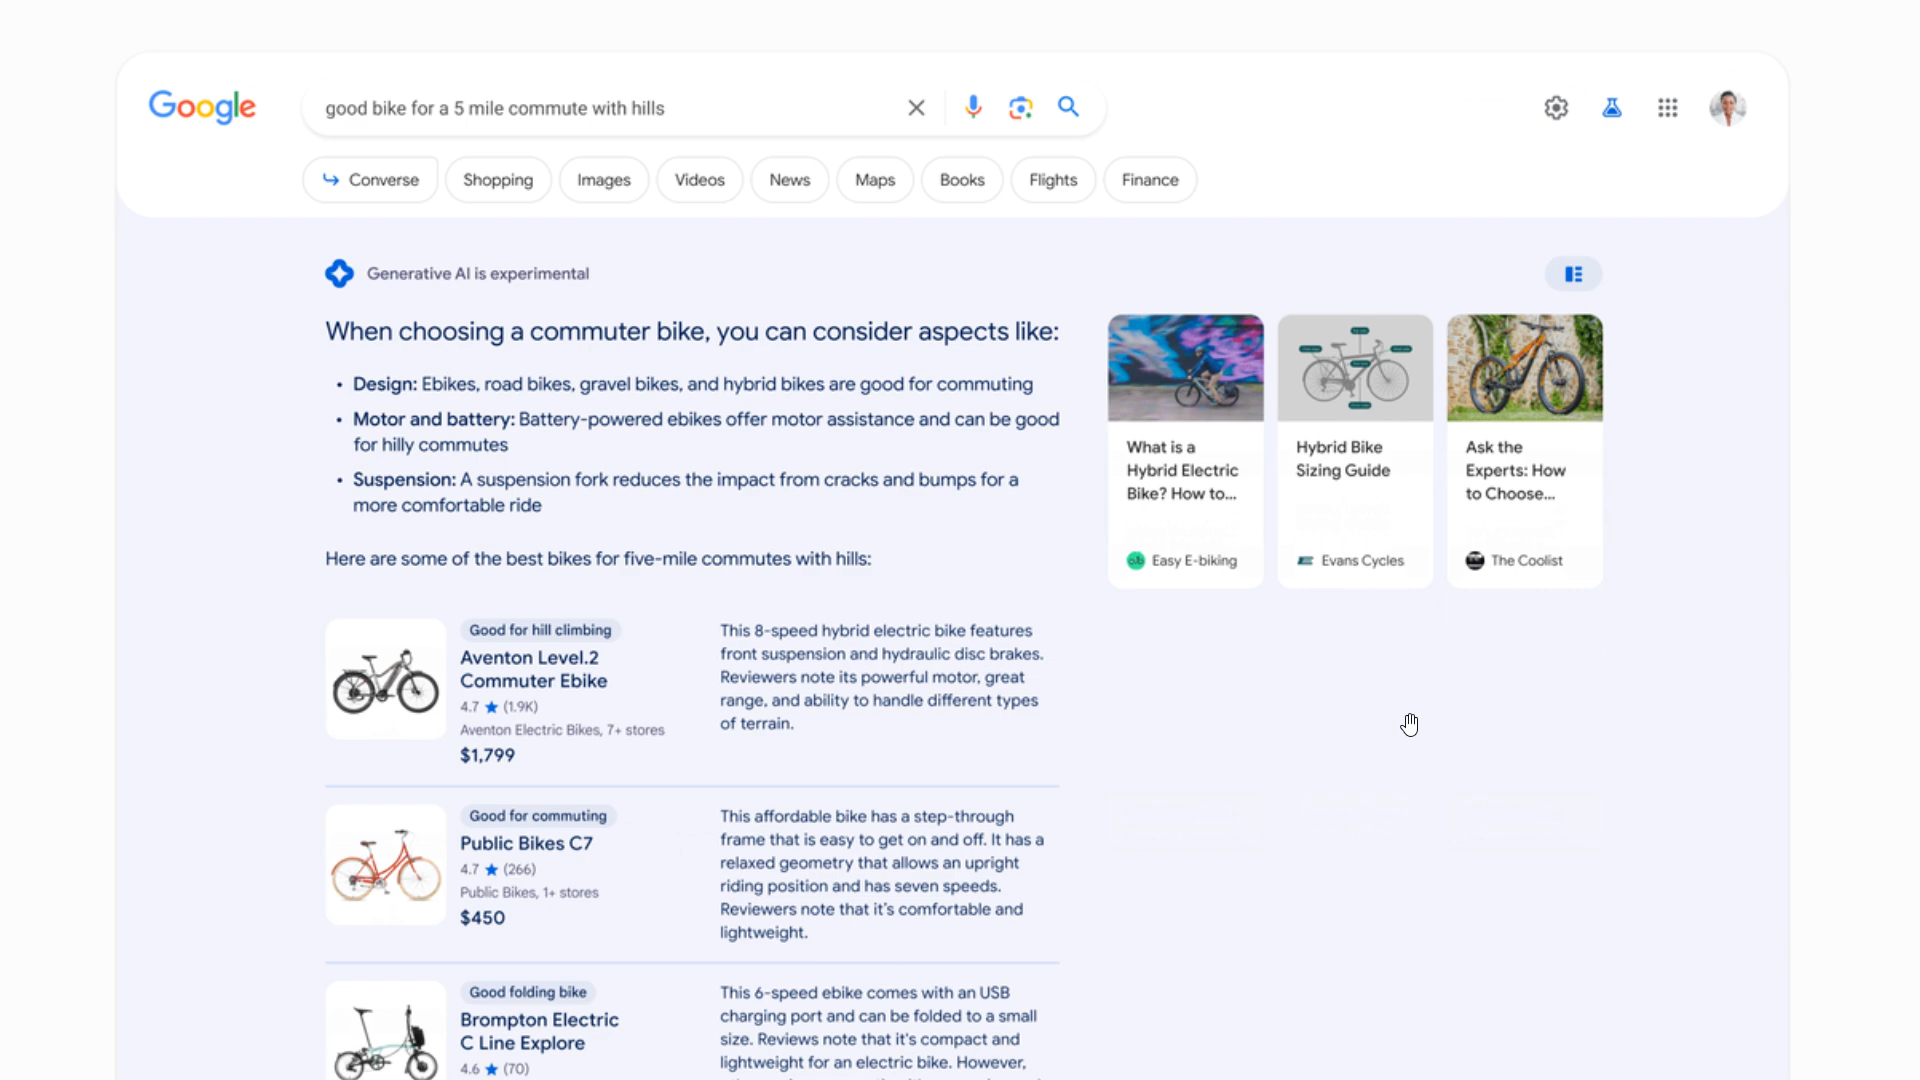 Google
good bike for a 5 mile commute with hills
Converse
Shopping
Images
Videos
News
Maps
Books
Flights
Finance
Generative AI is experimental
When choosing a commuter bike, you can consider aspects like:
• Design: Ebikes, road bikes, gravel bikes, and hybrid bikes are good for commuting
• Motor and battery: Battery-powered ebikes offer motor assistance and can be good
for hilly commutes
• Suspension: A suspension fork reduces the impact from cracks and bumps for a
more comfortable ride
Here are some of the best bikes for five-mile commutes with hills:
What is a
Hybrid Electric
Bike? How to...
Easy E-biking
Hybrid Bike
Sizing Guide
Evans Cycles
Ask the
Experts: How
to Choose...
The Coolist
Good for hill climbing
Aventon Level.2
Commuter Ebike
4.7 ★ (1.9K)
Aventon Electric Bikes, 7+ stores
$1,799
This 8-speed hybrid electric bike features
front suspension and hydraulic disc brakes.
Reviewers note its powerful motor, great
range, and ability to handle different types
of terrain.
Good for commuting
Public Bikes C7
4.7 ★ (266)
Public Bikes, 1+ stores
$450
This affordable bike has a step-through
frame that is easy to get on and off. It has a
relaxed geometry that allows an upright
riding position and has seven speeds.
Reviewers note that it's comfortable and
lightweight.
Good folding bike
Brompton Electric
C Line Explore
4.6 ★ (70)
This 6-speed ebike comes with an USB
charging port and can be folded to a small
size. Reviews note that it's compact and
lightweight for an electric bike. However,